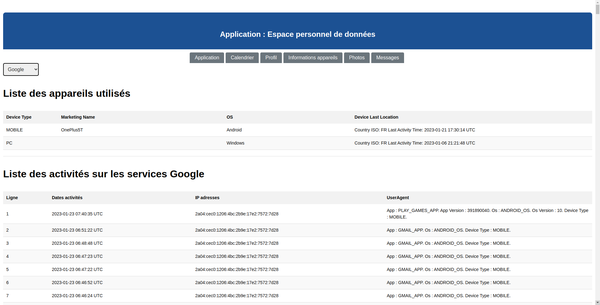 Application : Espace personnel de données
Application Calendrier Profil Informations appareils Photos Messages
Google
Liste des appareils utilisés
Device Type Marketing Name OS Device Last Location
MOBILE OnePlus5T Android Country ISO: FR Last Activity Time: 2023-01-21 17:30:14 UTC
PC Windows Country ISO: FR Last Activity Time: 2023-01-06 21:21:48 UTC
Liste des activités sur les services Google
Ligne Dates activités IP adresses UserAgent
1 2023-01-23 07:40:35 UTC 2a04:cec0:1206:4bc:2b9e:17e2:7572:7d28 App : PLAY_GAMES_APP. App Version : 391890040. Os : ANDROID_OS. Os Version : 10. Device Type
: MOBILE.
2 2023-01-23 06:51:22 UTC 2a04:cec0:1206:4bc:2b9e:17e2:7572:7d28 App : GMAIL_APP. Os : ANDROID_OS. Device Type : MOBILE.
3 2023-01-23 06:48:48 UTC 2a04:cec0:1206:4bc:2b9e:17e2:7572:7d28 App : GMAIL_APP. Os : ANDROID_OS. Device Type : MOBILE.
4 2023-01-23 06:47:23 UTC 2a04:cec0:1206:4bc:2b9e:17e2:7572:7d28 App : GMAIL_APP. Os : ANDROID_OS. Device Type : MOBILE.
5 2023-01-23 06:47:22 UTC 2a04:cec0:1206:4bc:2b9e:17e2:7572:7d28 App : GMAIL_APP. Os : ANDROID_OS. Device Type : MOBILE.
6 2023-01-23 06:46:52 UTC 2a04:cec0:1206:4bc:2b9e:17e2:7572:7d28 App : GMAIL_APP. Os : ANDROID_OS. Device Type : MOBILE.
7 2023-01-23 06:46:24 UTC 2a04:cec0:1206:4bc:2b9e:17e2:7572:7d28 App : GMAIL_APP. Os : ANDROID_OS. Device Type : MOBILE.